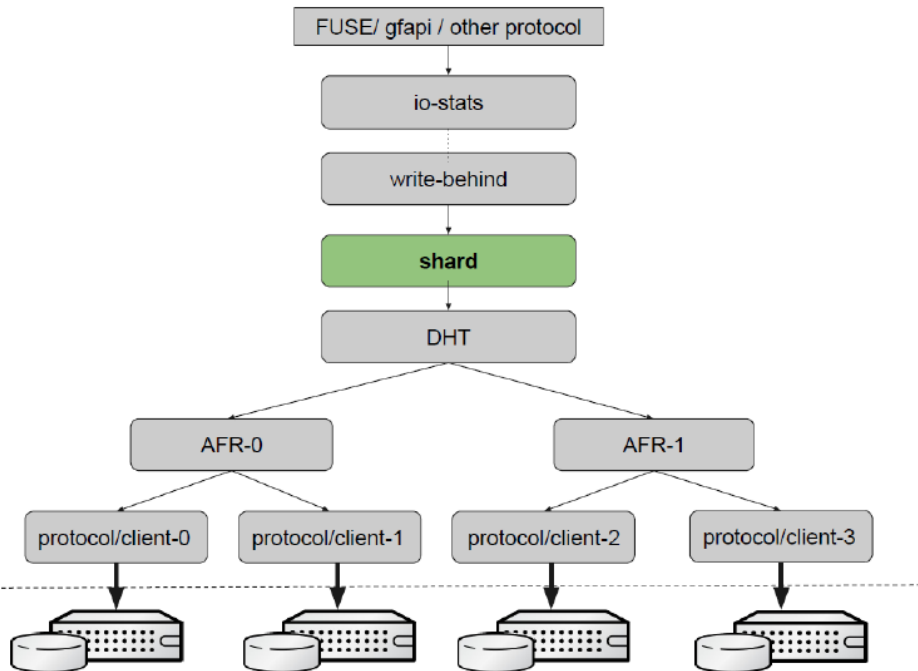 FUSE/ gfapi / other protocol
io-stats
write-behind
shard
DHT
AFR-0
AFR-1
protocol/client-0
protocol/client-1
protocol/client-2
protocol/client-3